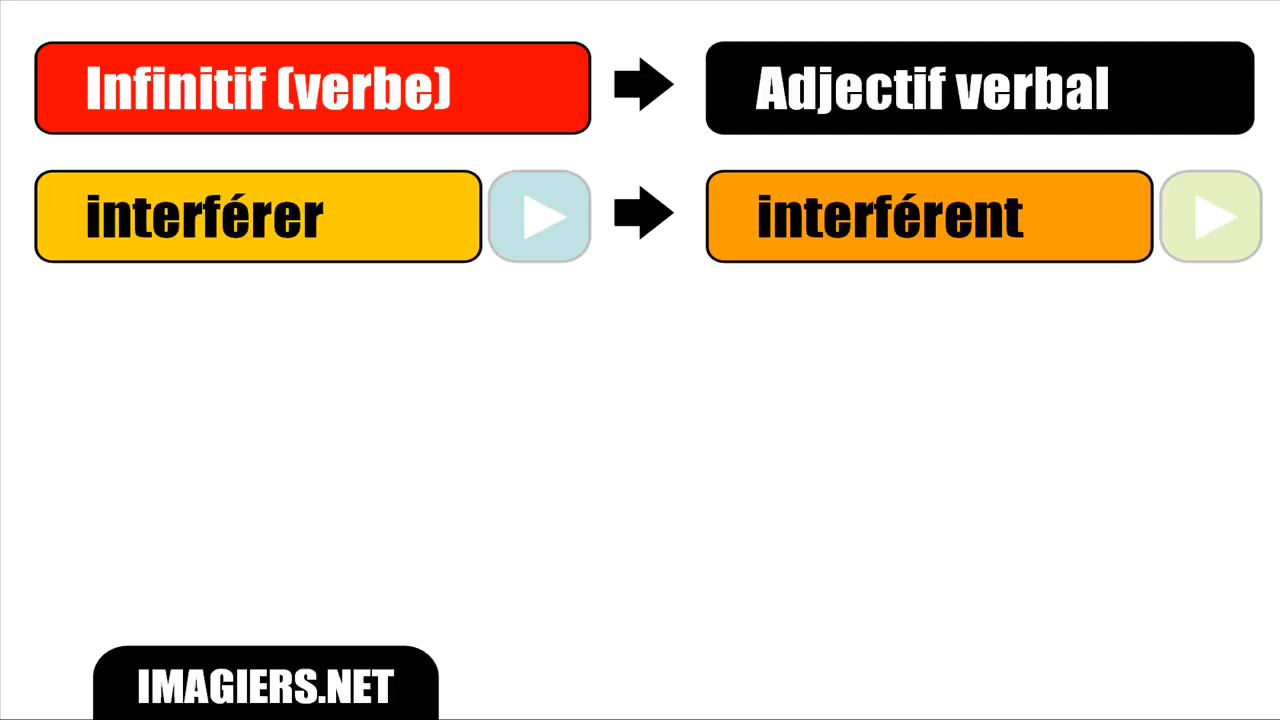 Infinitif (verbe)
Adjectif verbal
interférer
interférent
IMAGIERS.NET